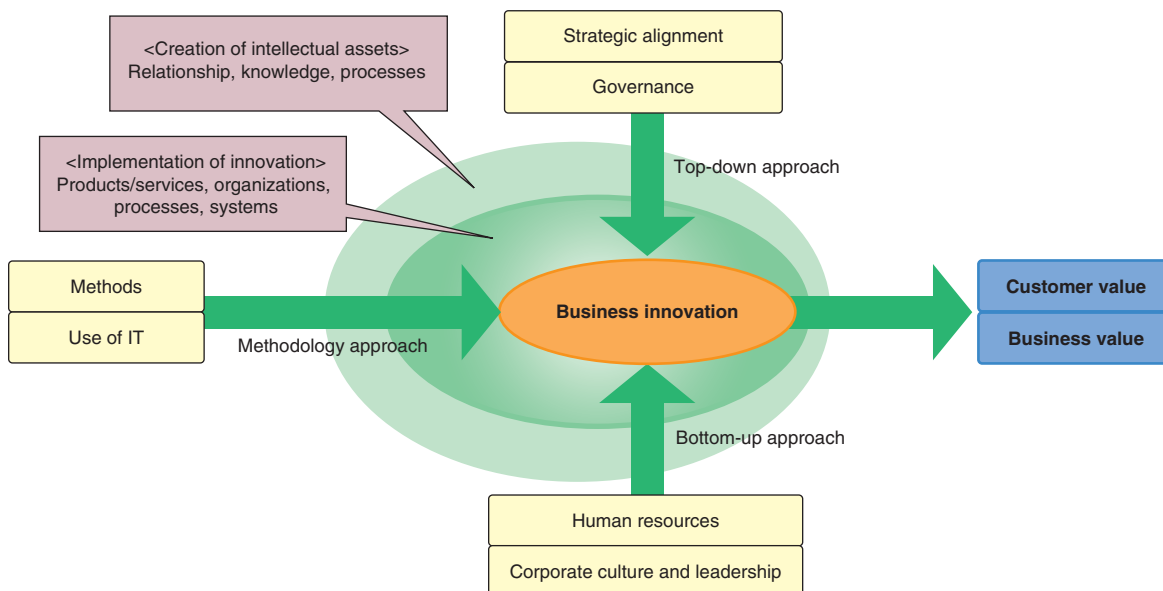 <Creation of intellectual assets>
Relationship, knowledge, processes
<Implementation of innovation>
Products/services, organizations,
processes, systems
Strategic alignment
Governance
Top-down approach
Methods
Use of IT
Methodology approach
Business innovation
Customer value
Business value
Bottom-up approach
Human resources
Corporate culture and leadership